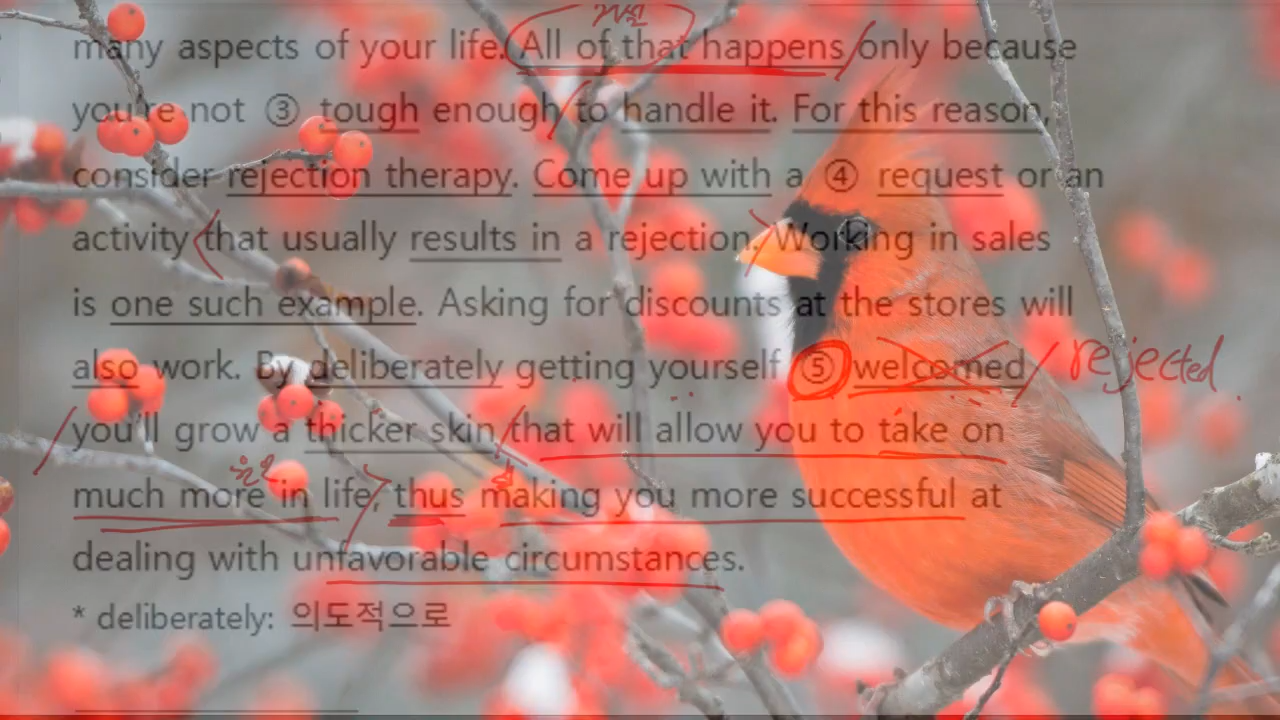 many aspects of your life. All of that happens only because
you're not ③ tough enough to handle it. For this reason,
consider rejection therapy. Come up with a ④ request or an
activity that usually results in a rejection. Working in sales
is one such example. Asking for discounts at the stores will
also work. By deliberately getting yourself ⑤ welcomed rejected.
you'll grow a thicker skin that will allow you to take on
much more in life, thus making you more successful at
dealing with unfavorable circumstances.
* deliberately: 의도적으로